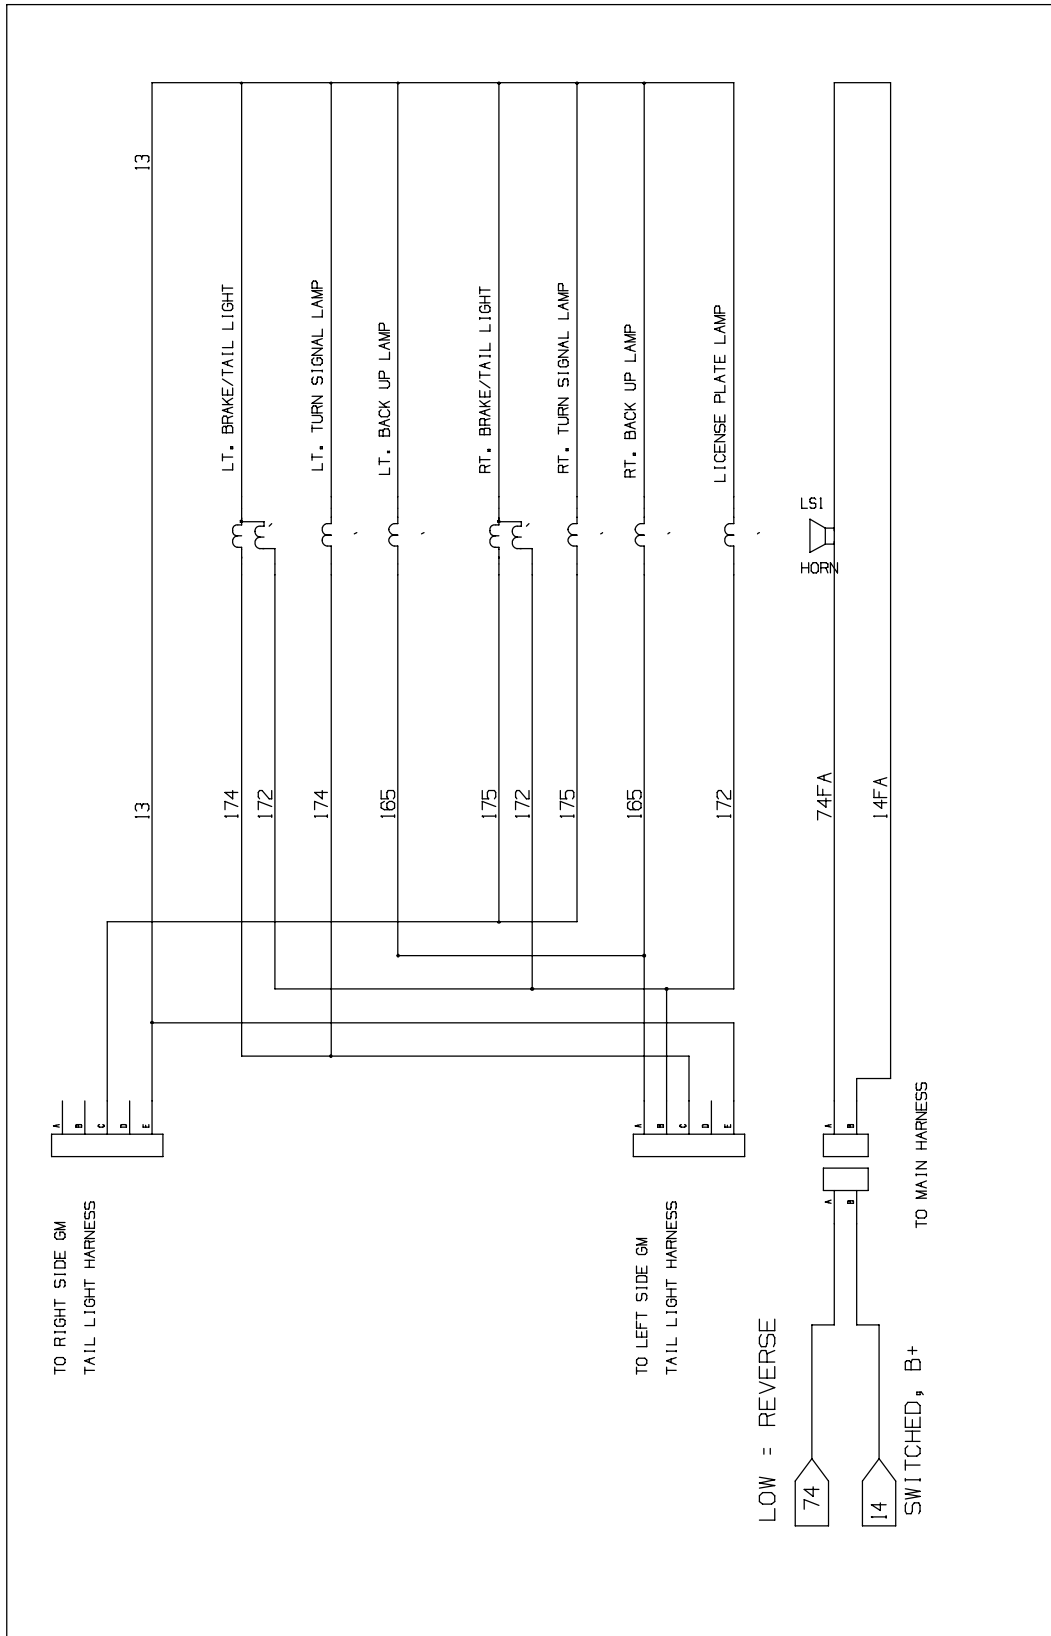 13
13
LT. BRAKE/TAIL LIGHT
174
172
LT. TURN SIGNAL LAMP
174
LT. BACK UP LAMP
165
RT. BRAKE/TAIL LIGHT
175
172
RT. TURN SIGNAL LAMP
175
RT. BACK UP LAMP
165
LICENSE PLATE LAMP
172
LS1
HORN
74FA
14FA
A
B
C
D
E
TO RIGHT SIDE GM
TAIL LIGHT HARNESS
A
B
C
D
E
TO LEFT SIDE GM
TAIL LIGHT HARNESS
A
B
A
B
TO MAIN HARNESS
LOW = REVERSE
74
14
SWITCHED, B+